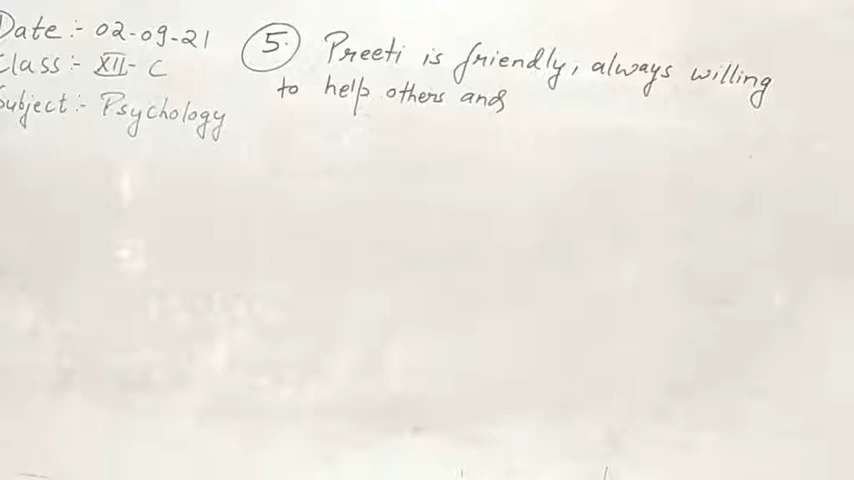 Date :- 02-09-21
Class :- XII - C
Subject :- Psychology
5. Preeti is friendly, always willing
to help others and